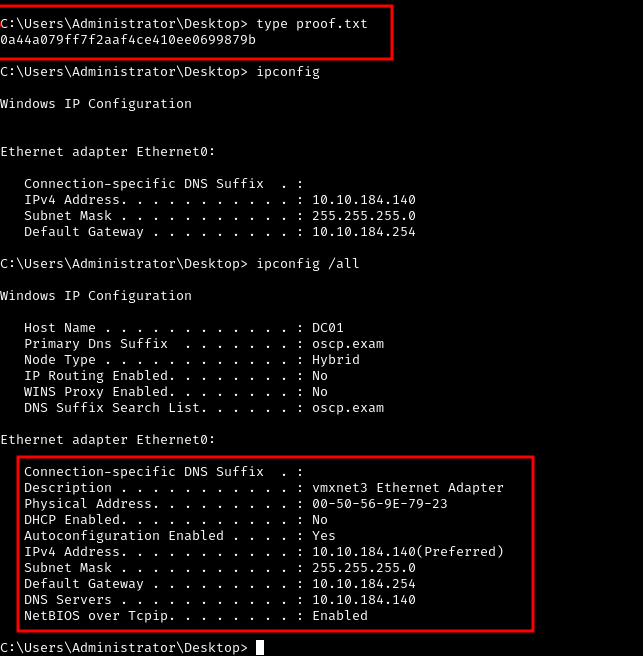 C:\Users\Administrator\Desktop> type proof.txt
0a44a079ff7f2aaf4ce410ee0699879b
C:\Users\Administrator\Desktop> ipconfig
Windows IP Configuration
Ethernet adapter Ethernet0:
Connection-specific DNS Suffix  . :
IPv4 Address. . . . . . . . . . . : 10.10.184.140
Subnet Mask . . . . . . . . . . . : 255.255.255.0
Default Gateway . . . . . . . . . : 10.10.184.254
C:\Users\Administrator\Desktop> ipconfig /all
Windows IP Configuration
Host Name . . . . . . . . . . . . : DC01
Primary Dns Suffix  . . . . . . . : oscp.exam
Node Type . . . . . . . . . . . . : Hybrid
IP Routing Enabled. . . . . . . . : No
WINS Proxy Enabled. . . . . . . . : No
DNS Suffix Search List. . . . . . : oscp.exam
Ethernet adapter Ethernet0:
Connection-specific DNS Suffix  . :
Description . . . . . . . . . . . : vmxnet3 Ethernet Adapter
Physical Address. . . . . . . . . : 00-50-56-9E-79-23
DHCP Enabled. . . . . . . . . . . : No
Autoconfiguration Enabled . . . . : Yes
IPv4 Address. . . . . . . . . . . : 10.10.184.140(Preferred)
Subnet Mask . . . . . . . . . . . : 255.255.255.0
Default Gateway . . . . . . . . . : 10.10.184.254
DNS Servers . . . . . . . . . . . : 10.10.184.140
NetBIOS over Tcpip. . . . . . . . : Enabled
C:\Users\Administrator\Desktop>